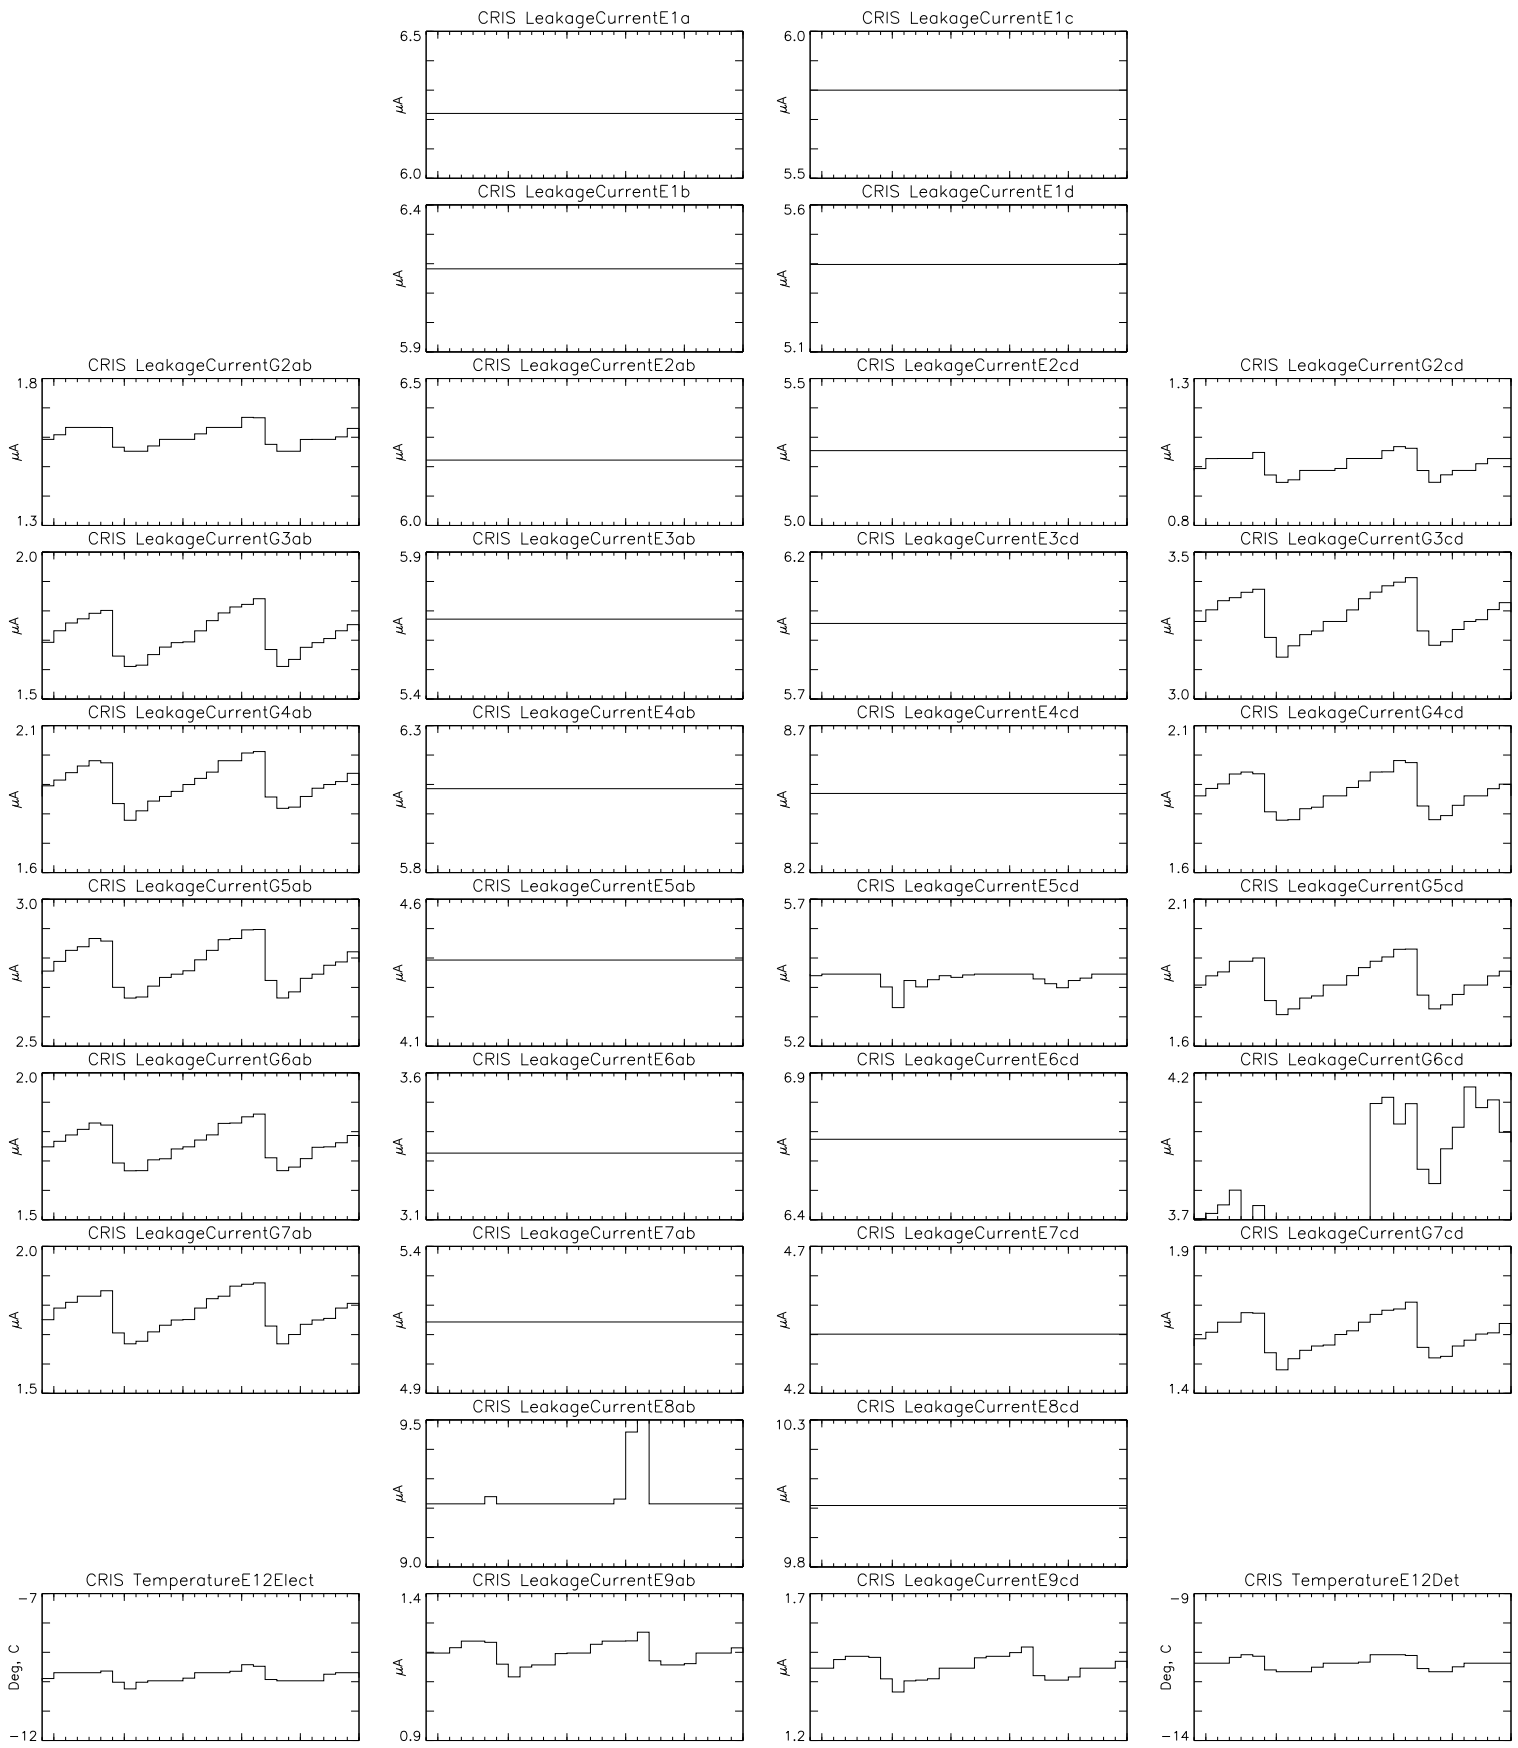 CRIS LeakageCurrentE1a
CRIS LeakageCurrentE1c
6.5
μA
6.0
6.0
μA
5.5
CRIS LeakageCurrentE1b
CRIS LeakageCurrentE1d
6.4
μA
5.9
5.6
μA
5.1
CRIS LeakageCurrentG2ab
CRIS LeakageCurrentE2ab
CRIS LeakageCurrentE2cd
CRIS LeakageCurrentG2cd
1.8
μA
1.3
6.5
μA
6.0
5.5
μA
5.0
1.3
μA
0.8
CRIS LeakageCurrentG3ab
CRIS LeakageCurrentE3ab
CRIS LeakageCurrentE3cd
CRIS LeakageCurrentG3cd
2.0
μA
1.5
5.9
μA
5.4
6.2
μA
5.7
3.5
μA
3.0
CRIS LeakageCurrentG4ab
CRIS LeakageCurrentE4ab
CRIS LeakageCurrentE4cd
CRIS LeakageCurrentG4cd
2.1
μA
1.6
6.3
μA
5.8
8.7
μA
8.2
2.1
μA
1.6
CRIS LeakageCurrentG5ab
CRIS LeakageCurrentE5ab
CRIS LeakageCurrentE5cd
CRIS LeakageCurrentG5cd
3.0
μA
2.5
4.6
μA
4.1
5.7
μA
5.2
2.1
μA
1.6
CRIS LeakageCurrentG6ab
CRIS LeakageCurrentE6ab
CRIS LeakageCurrentE6cd
CRIS LeakageCurrentG6cd
2.0
μA
1.5
3.6
μA
3.1
6.9
μA
6.4
4.2
μA
3.7
CRIS LeakageCurrentG7ab
CRIS LeakageCurrentE7ab
CRIS LeakageCurrentE7cd
CRIS LeakageCurrentG7cd
2.0
μA
1.5
5.4
μA
4.9
4.7
μA
4.2
1.9
μA
1.4
CRIS LeakageCurrentE8ab
CRIS LeakageCurrentE8cd
9.5
μA
9.0
10.3
μA
9.8
CRIS TemperatureE12Elect
CRIS LeakageCurrentE9ab
CRIS LeakageCurrentE9cd
CRIS TemperatureE12Det
-7
Deg, C
-12
1.4
μA
0.9
1.7
μA
1.2
-9
Deg, C
-14